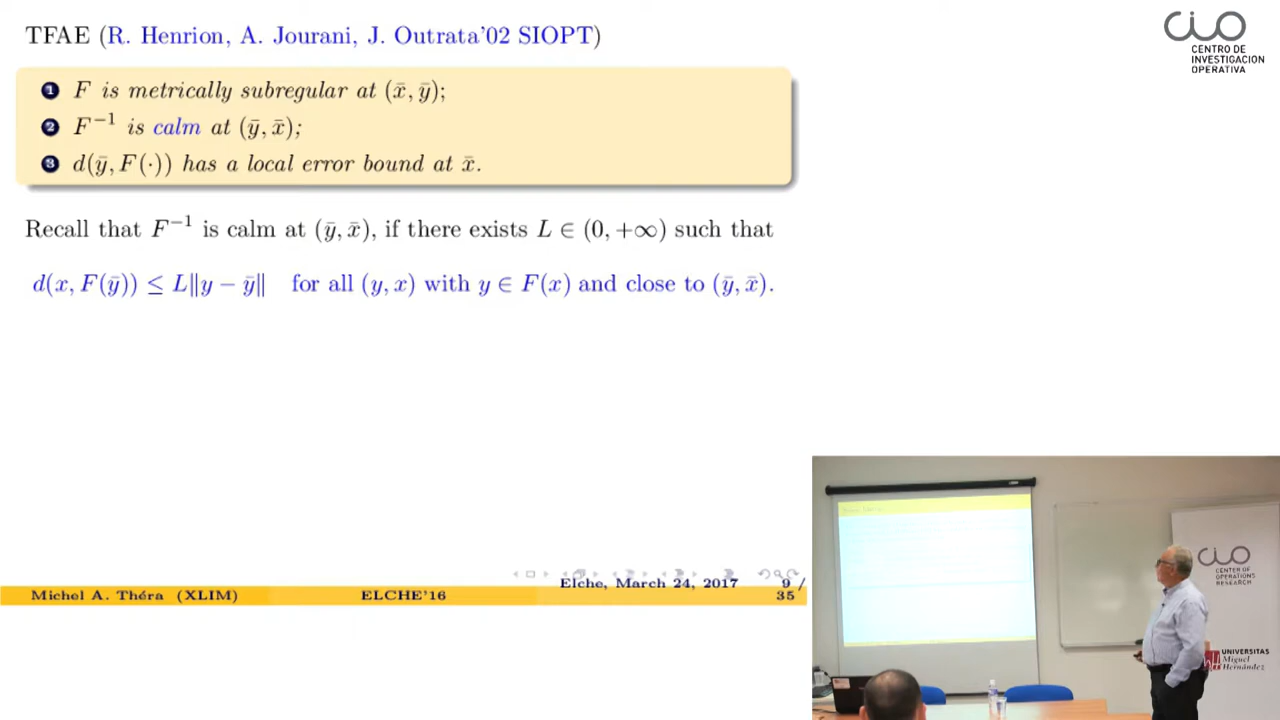 TFAE (R. Henrion, A. Jourani, J. Outrata'02 SIOPT)
1 F is metrically subregular at (x̄, ȳ);
2 F⁻¹ is calm at (ȳ, x̄);
3 d(ȳ, F(·)) has a local error bound at x̄.
Recall that F⁻¹ is calm at (ȳ, x̄), if there exists L ∈ (0, +∞) such that
d(x, F(ȳ)) ≤ L‖y − ȳ‖ for all (y, x) with y ∈ F(x) and close to (ȳ, x̄).
Elche, March 24, 2017 9 /
Michel A. Théra (XLIM) ELCHE'16 35
CIO
CENTRO DE
INVESTIGACION
OPERATIVA
CIO
CENTER OF
OPERATIONS
RESEARCH
UNIVERSITAS
Miguel
Hernández